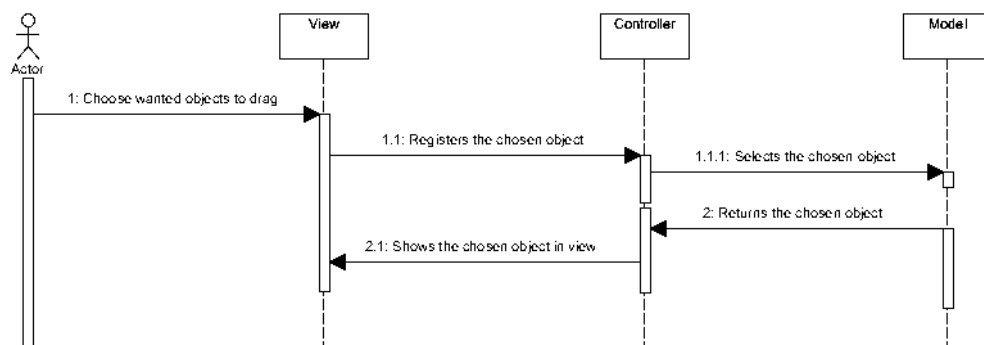 View
Controller
Model
Actor
1: Choose wanted objects to drag
1.1: Registers the chosen object
1.1.1: Selects the chosen object
2: Returns the chosen object
2.1: Shows the chosen object in view